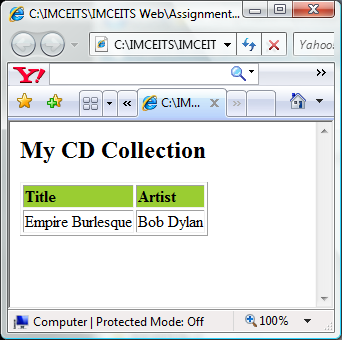 C:\IMCEITS\IMCEITS Web\Assignment...
C:\IMCEITS\IMCEIT
Yahoo
Y!
C:\IM...
My CD Collection
Title Artist
Empire Burlesque Bob Dylan
Computer | Protected Mode: Off 100%